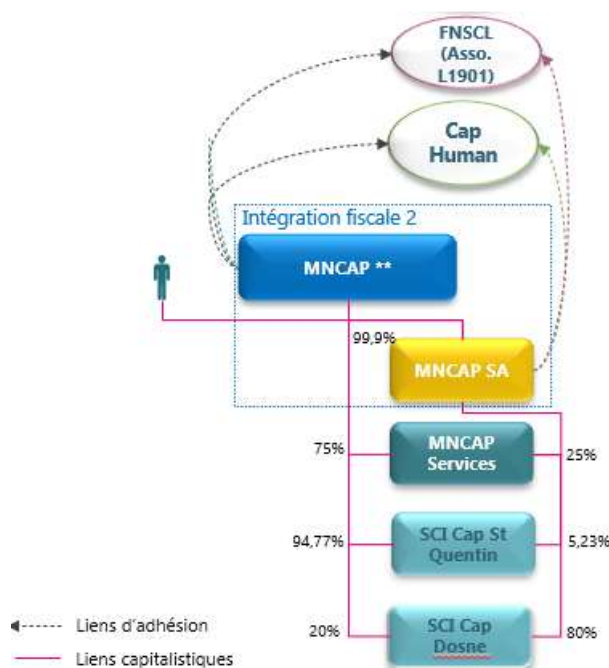 FNSCL
(Asso.
L1901)
Cap
Human
Intégration fiscale 2
MNCAP **
99,9%
MNCAP SA
75%
MNCAP
Services
25%
94,77%
SCI Cap St
Quentin
5,23%
20%
SCI Cap
Dosne
80%
Liens d'adhésion
Liens capitalistiques